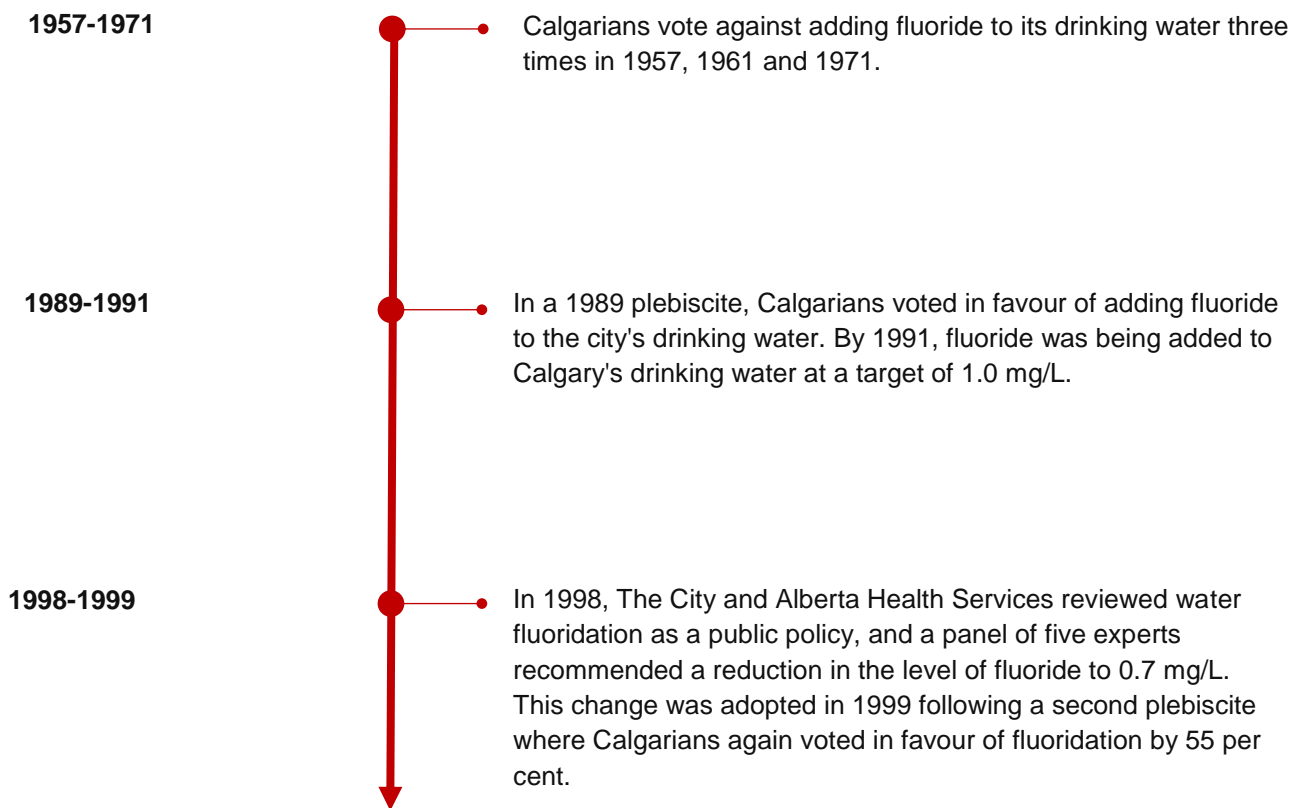 1957-1971
Calgarians vote against adding fluoride to its drinking water three
times in 1957, 1961 and 1971.
1989-1991
In a 1989 plebiscite, Calgarians voted in favour of adding fluoride
to the city's drinking water. By 1991, fluoride was being added to
Calgary's drinking water at a target of 1.0 mg/L.
1998-1999
In 1998, The City and Alberta Health Services reviewed water
fluoridation as a public policy, and a panel of five experts
recommended a reduction in the level of fluoride to 0.7 mg/L.
This change was adopted in 1999 following a second plebiscite
where Calgarians again voted in favour of fluoridation by 55 per
cent.